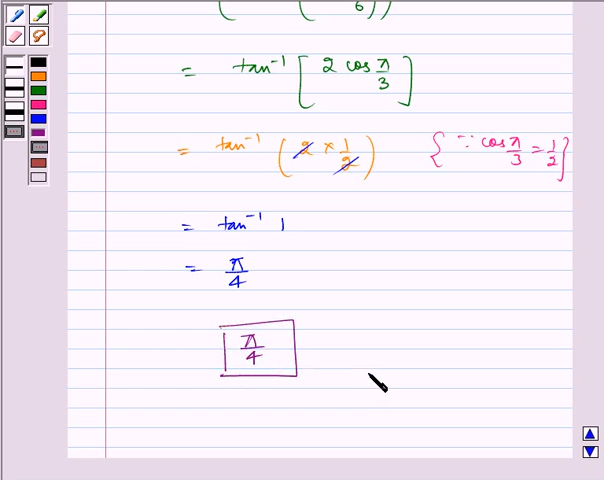 ( ( 6 ) )
= tan⁻¹ [ 2 cos π/3 ]
= tan⁻¹ ( 2 × 1/2 ) { ∵ cos π/3 = 1/2 }
= tan⁻¹ 1
= π/4
π/4